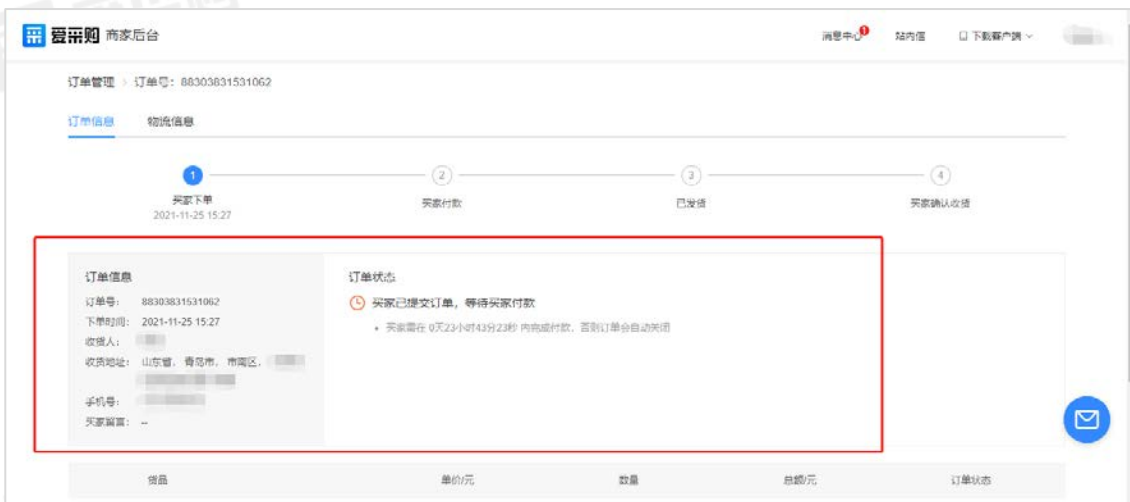 爱采购 商家后台
消息中心 1 站内信 下载客户端
订单管理 > 订单号：88303831531062
订单信息 物流信息
1 2 3 4
买家下单 买家付款 已发货 买家确认收货
2021-11-25 15:27
订单信息 订单状态
订单号： 88303831531062 买家已提交订单，等待买家付款
下单时间： 2021-11-25 15:27 • 买家需在 0天23小时43分23秒 内完成付款，否则订单会自动关闭
收货人：
收货地址： 山东省，青岛市，市南区，
手机号：
买家留言： --
货品 单价/元 数量 总额/元 订单状态